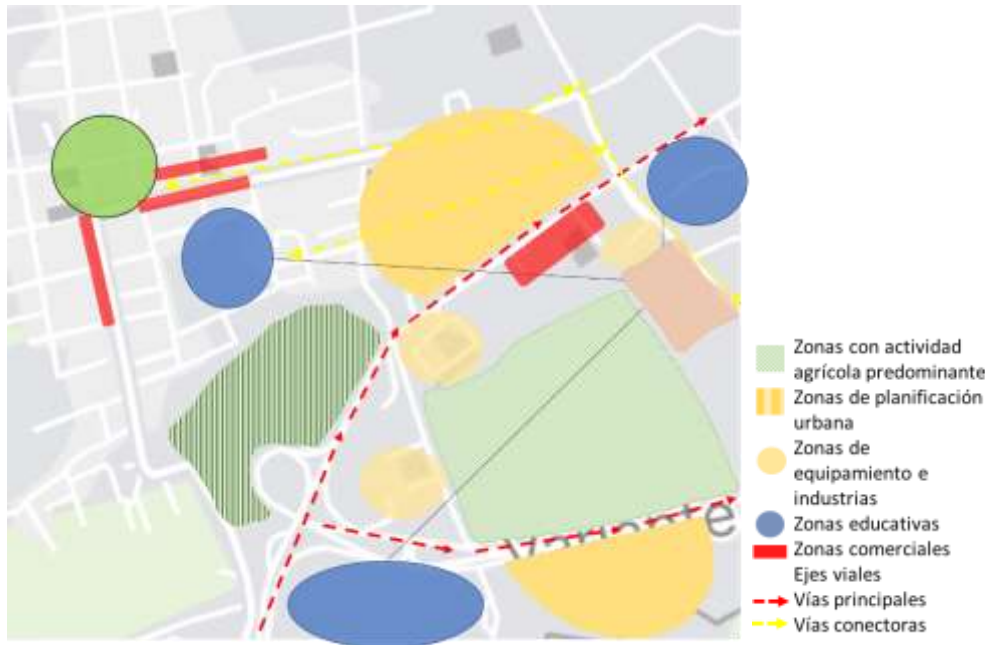 Variante
Zonas con actividad
agrícola predominante
Zonas de planificación
urbana
Zonas de
equipamiento e
industrias
Zonas educativas
Zonas comerciales
Ejes viales
Vías principales
Vías conectoras